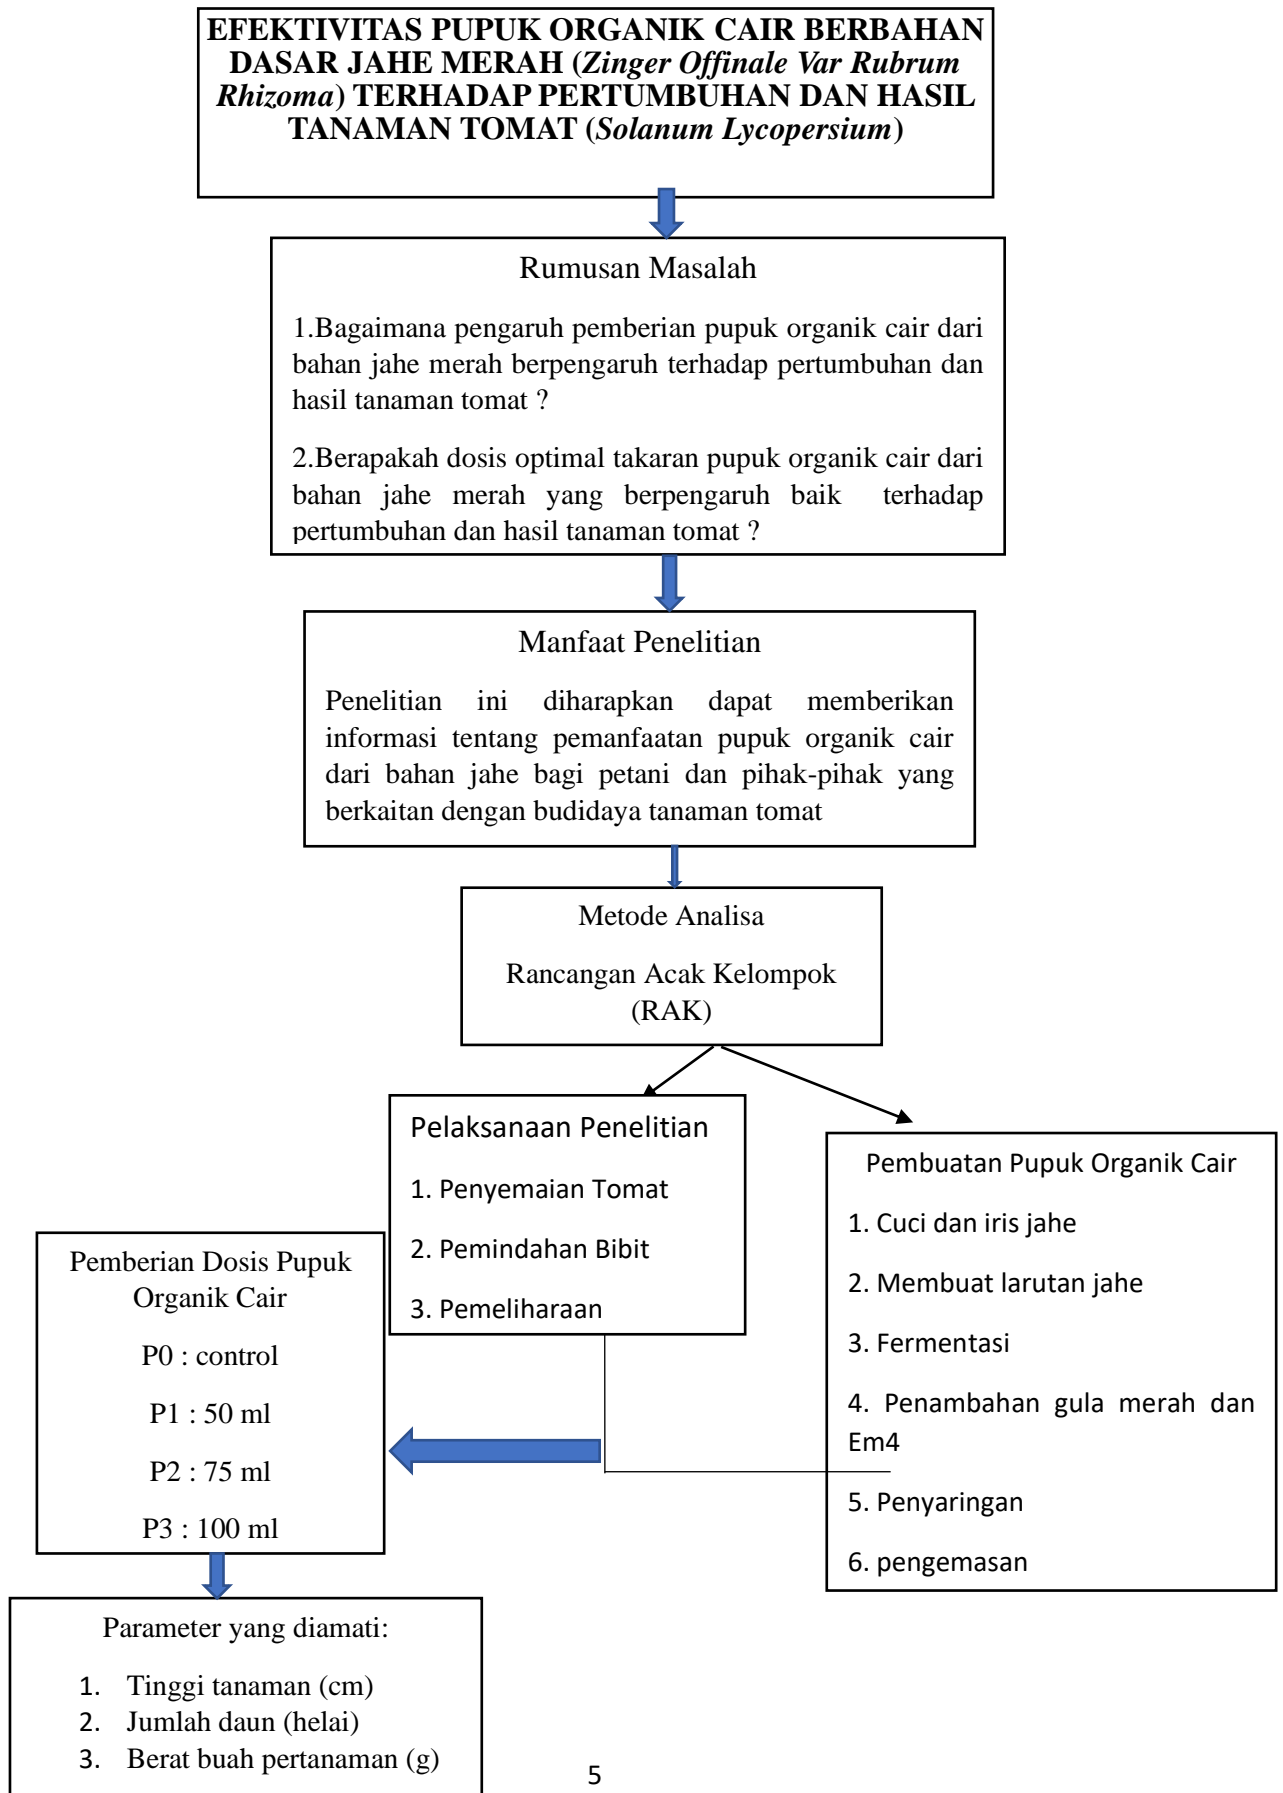 EFEKTIVITAS PUPUK ORGANIK CAIR BERBAHAN
DASAR JAHE MERAH (Zinger Offinale Var Rubrum
Rhizoma) TERHADAP PERTUMBUHAN DAN HASIL
TANAMAN TOMAT (Solanum Lycopersium)
Rumusan Masalah
1.Bagaimana pengaruh pemberian pupuk organik cair dari
bahan jahe merah berpengaruh terhadap pertumbuhan dan
hasil tanaman tomat ?
2.Berapakah dosis optimal takaran pupuk organik cair dari
bahan jahe merah yang berpengaruh baik terhadap
pertumbuhan dan hasil tanaman tomat ?
Manfaat Penelitian
Penelitian ini diharapkan dapat memberikan
informasi tentang pemanfaatan pupuk organik cair
dari bahan jahe bagi petani dan pihak-pihak yang
berkaitan dengan budidaya tanaman tomat
Metode Analisa
Rancangan Acak Kelompok
(RAK)
Pelaksanaan Penelitian
1. Penyemaian Tomat
2. Pemindahan Bibit
3. Pemeliharaan
Pembuatan Pupuk Organik Cair
1. Cuci dan iris jahe
2. Membuat larutan jahe
3. Fermentasi
4. Penambahan gula merah dan
Em4
5. Penyaringan
6. pengemasan
Pemberian Dosis Pupuk
Organik Cair
P0 : control
P1 : 50 ml
P2 : 75 ml
P3 : 100 ml
Parameter yang diamati:
1. Tinggi tanaman (cm)
2. Jumlah daun (helai)
3. Berat buah pertanaman (g)
5